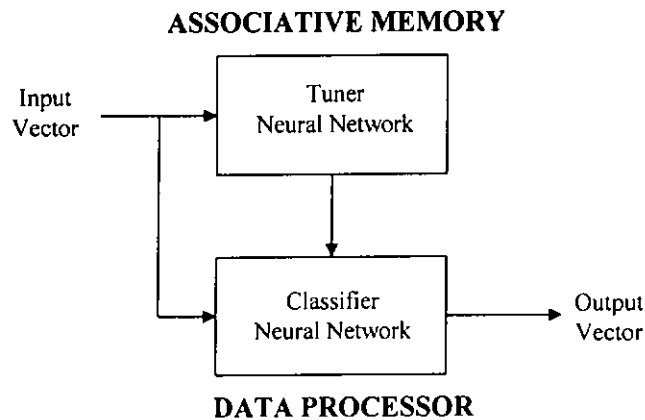 ASSOCIATIVE MEMORY
Input
Vector
Tuner
Neural Network
Classifier
Neural Network
Output
Vector
DATA PROCESSOR